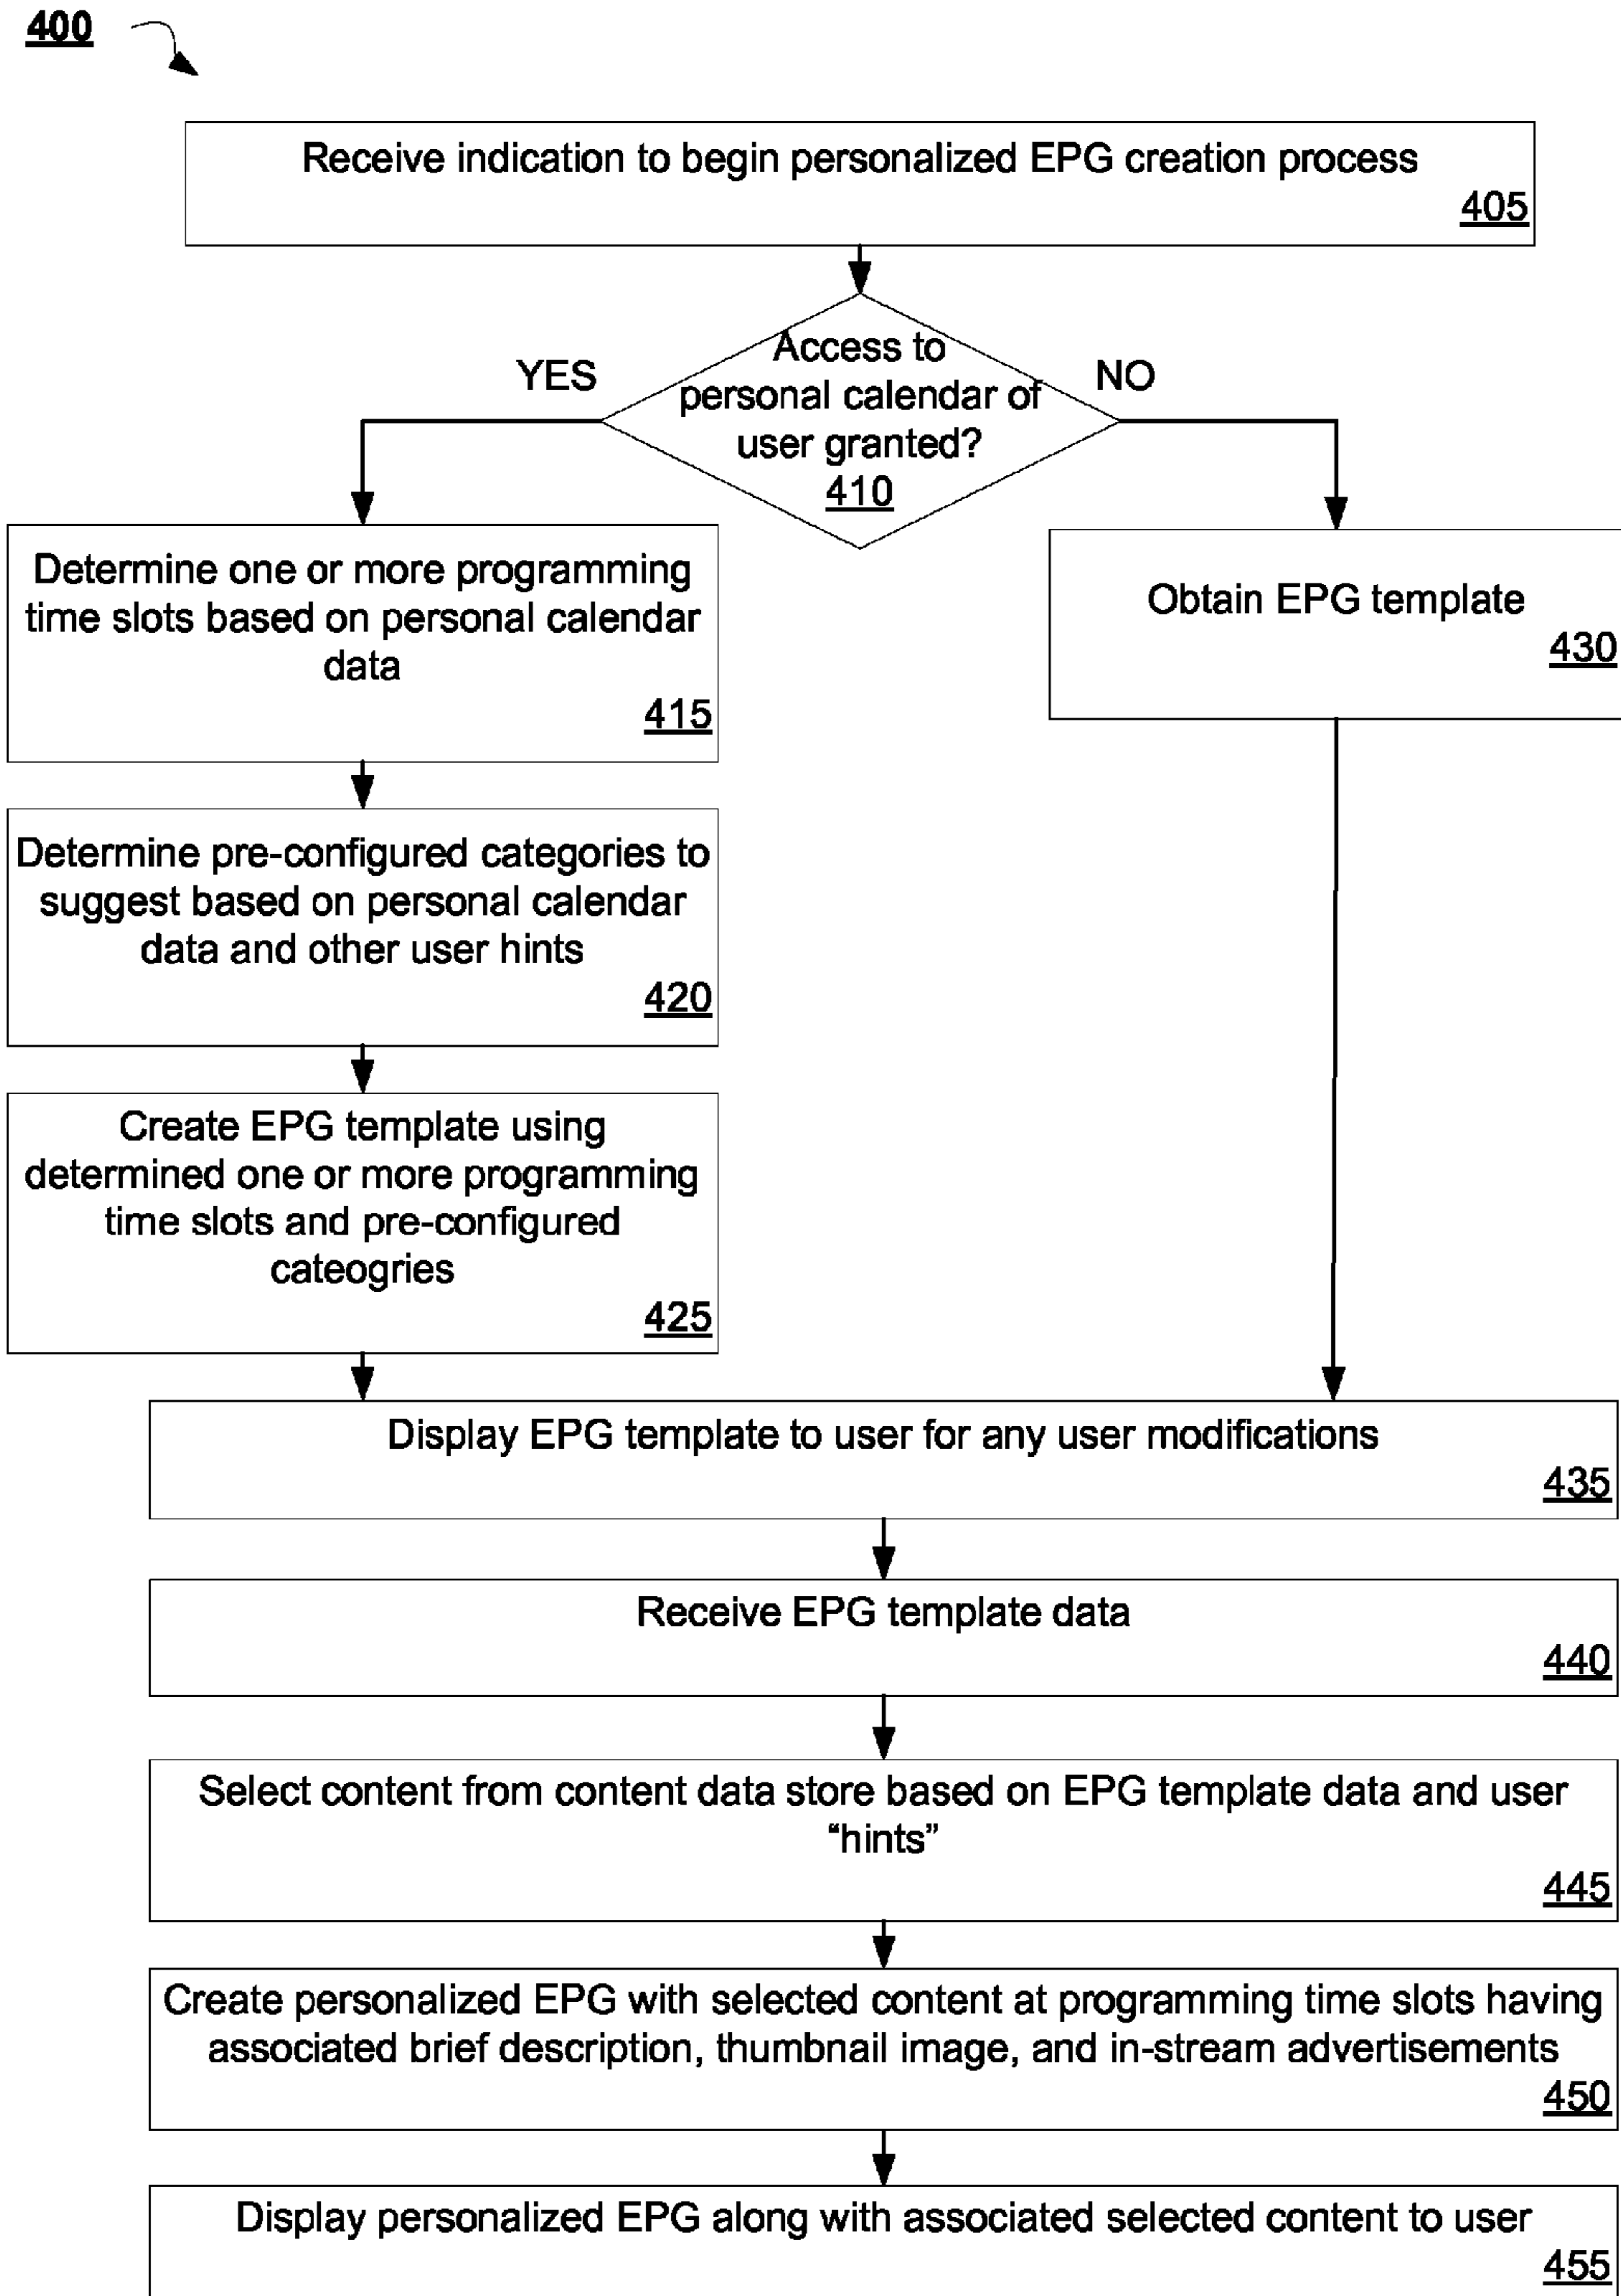 400
Receive indication to begin personalized EPG creation process
405
Access to
personal calendar of
user granted?
410
YES
NO
Determine one or more programming
time slots based on personal calendar
data
415
Determine pre-configured categories to
suggest based on personal calendar
data and other user hints
420
Create EPG template using
determined one or more programming
time slots and pre-configured
cateogries
425
Obtain EPG template
430
Display EPG template to user for any user modifications
435
Receive EPG template data
440
Select content from content data store based on EPG template data and user
“hints”
445
Create personalized EPG with selected content at programming time slots having
associated brief description, thumbnail image, and in-stream advertisements
450
Display personalized EPG along with associated selected content to user
455